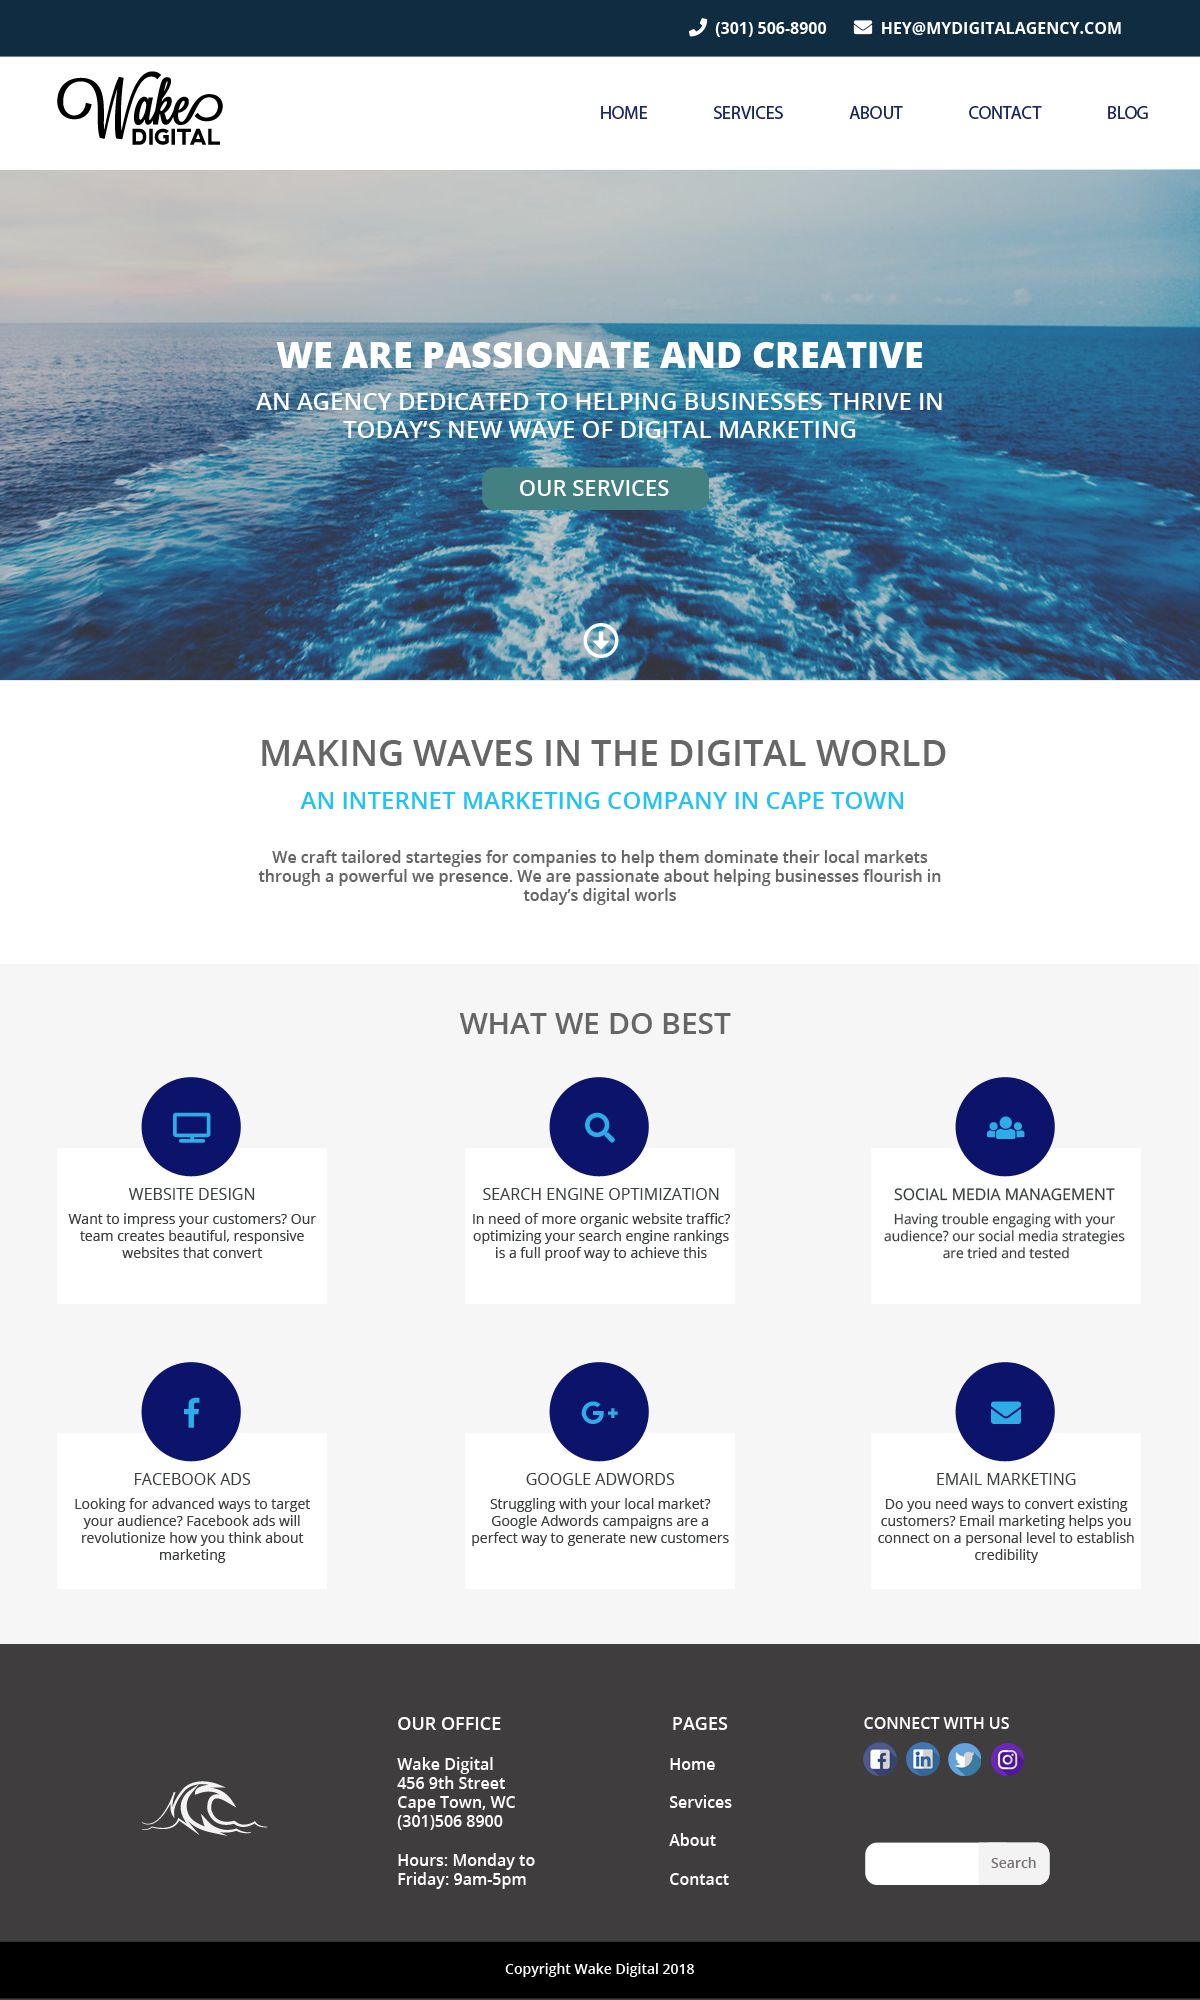 (301) 506-8900 HEY@MYDIGITALAGENCY.COM
Wake
DIGITAL
HOME SERVICES ABOUT CONTACT BLOG
WE ARE PASSIONATE AND CREATIVE
AN AGENCY DEDICATED TO HELPING BUSINESSES THRIVE IN
TODAY'S NEW WAVE OF DIGITAL MARKETING
OUR SERVICES
MAKING WAVES IN THE DIGITAL WORLD
AN INTERNET MARKETING COMPANY IN CAPE TOWN
We craft tailored startegies for companies to help them dominate their local markets
through a powerful we presence. We are passionate about helping businesses flourish in
today's digital worls
WHAT WE DO BEST
WEBSITE DESIGN
Want to impress your customers? Our
team creates beautiful, responsive
websites that convert
SEARCH ENGINE OPTIMIZATION
In need of more organic website traffic?
optimizing your search engine rankings
is a full proof way to achieve this
SOCIAL MEDIA MANAGEMENT
Having trouble engaging with your
audience? our social media strategies
are tried and tested
FACEBOOK ADS
Looking for advanced ways to target
your audience? Facebook ads will
revolutionize how you think about
marketing
GOOGLE ADWORDS
Struggling with your local market?
Google Adwords campaigns are a
perfect way to generate new customers
EMAIL MARKETING
Do you need ways to convert existing
customers? Email marketing helps you
connect on a personal level to establish
credibility
OUR OFFICE
Wake Digital
456 9th Street
Cape Town, WC
(301)506 8900
Hours: Monday to
Friday: 9am-5pm
PAGES
Home
Services
About
Contact
CONNECT WITH US
Search
Copyright Wake Digital 2018